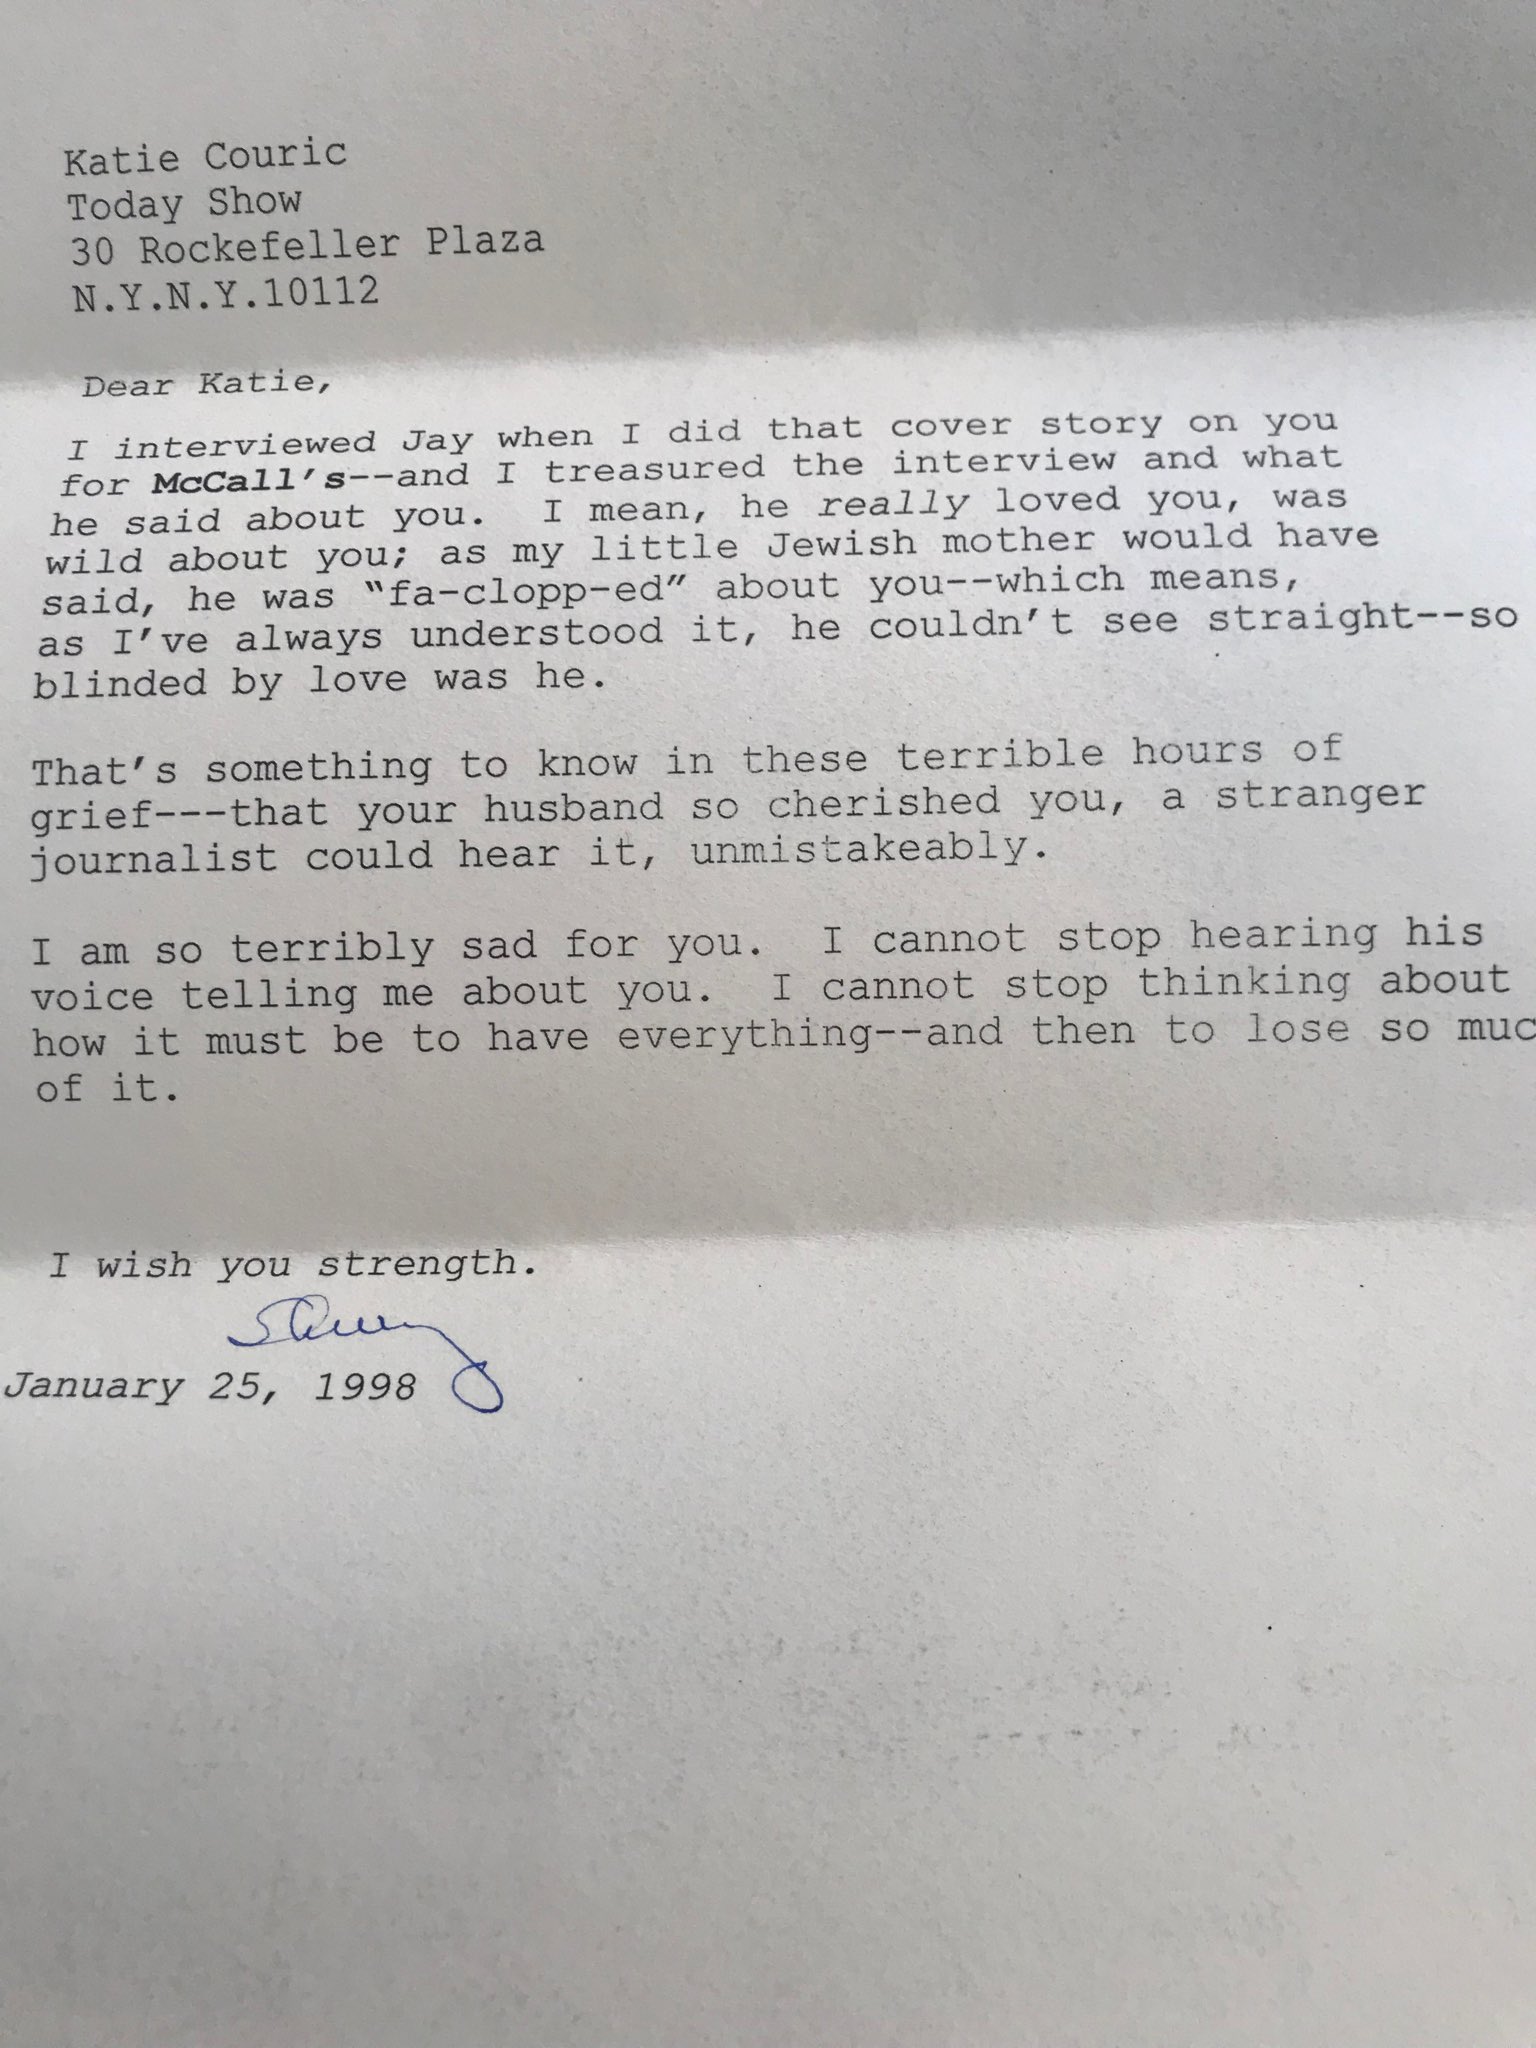 Katie Couric
Today Show
30 Rockefeller Plaza
N.Y.N.Y.10112
Dear Katie,
I interviewed Jay when I did that cover story on you
for McCall's--and I treasured the interview and what
he said about you. I mean, he really loved you, was
wild about you; as my little Jewish mother would have
said, he was "fa-clopp-ed" about you--which means,
as I've always understood it, he couldn't see straight--so
blinded by love was he.
That's something to know in these terrible hours of
grief---that your husband so cherished you, a stranger
journalist could hear it, unmistakeably.
I am so terribly sad for you. I cannot stop hearing his
voice telling me about you. I cannot stop thinking about
how it must be to have everything--and then to lose so muc
of it.
I wish you strength.
January 25, 1998